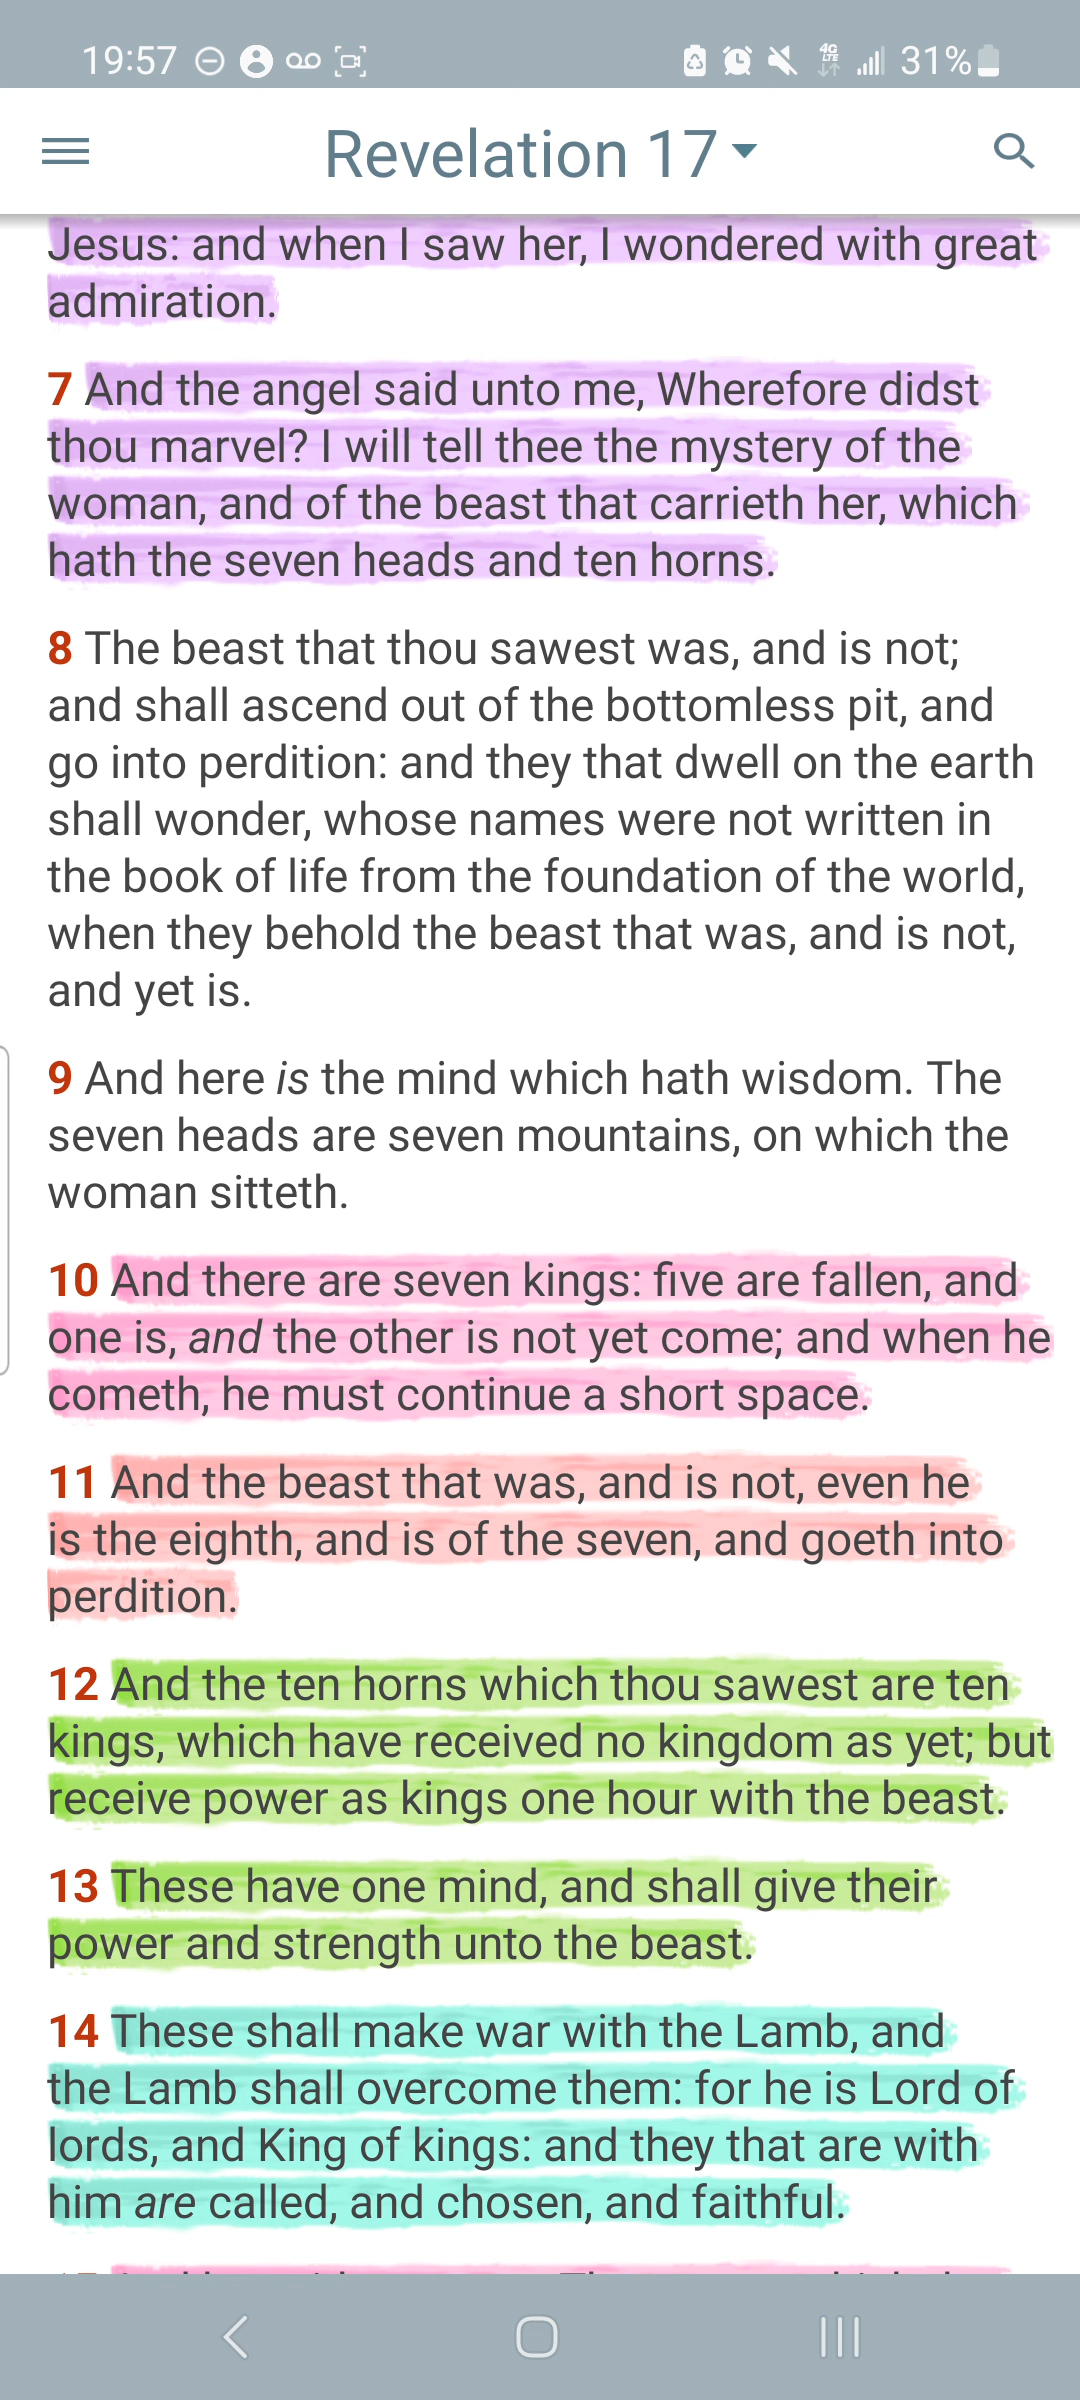 19:57
4G LTE 31%
Revelation 17
Jesus: and when I saw her, I wondered with great
admiration.
7 And the angel said unto me, Wherefore didst
thou marvel? I will tell thee the mystery of the
woman, and of the beast that carrieth her, which
hath the seven heads and ten horns.
8 The beast that thou sawest was, and is not;
and shall ascend out of the bottomless pit, and
go into perdition: and they that dwell on the earth
shall wonder, whose names were not written in
the book of life from the foundation of the world,
when they behold the beast that was, and is not,
and yet is.
9 And here is the mind which hath wisdom. The
seven heads are seven mountains, on which the
woman sitteth.
10 And there are seven kings: five are fallen, and
one is, and the other is not yet come; and when he
cometh, he must continue a short space.
11 And the beast that was, and is not, even he
is the eighth, and is of the seven, and goeth into
perdition.
12 And the ten horns which thou sawest are ten
kings, which have received no kingdom as yet; but
receive power as kings one hour with the beast.
13 These have one mind, and shall give their
power and strength unto the beast.
14 These shall make war with the Lamb, and
the Lamb shall overcome them: for he is Lord of
lords, and King of kings: and they that are with
him are called, and chosen, and faithful.